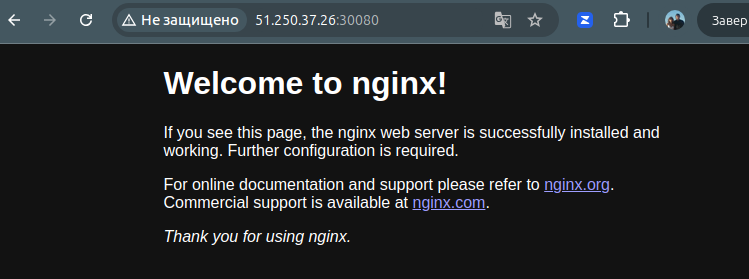 Не защищено 51.250.37.26:30080 Завер
Welcome to nginx!
If you see this page, the nginx web server is successfully installed and
working. Further configuration is required.
For online documentation and support please refer to nginx.org.
Commercial support is available at nginx.com.
Thank you for using nginx.